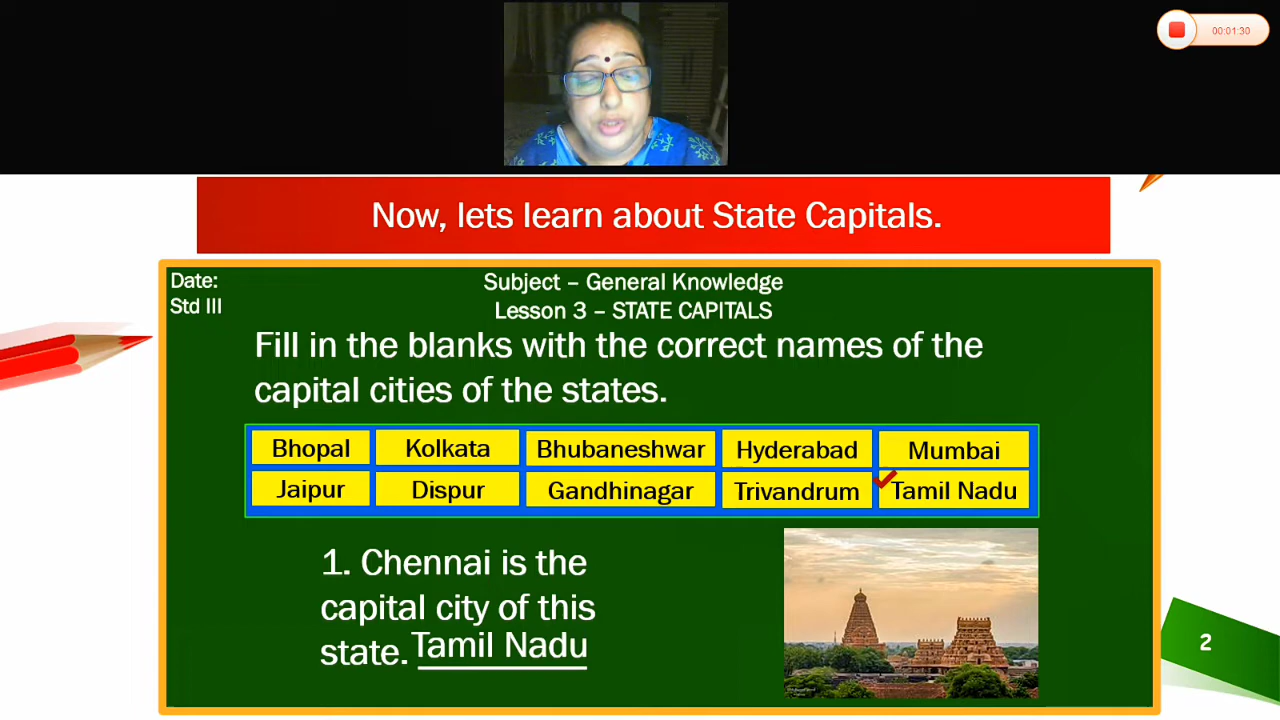 00:01:30
Now, lets learn about State Capitals.
Date:
Std III
Subject – General Knowledge
Lesson 3 – STATE CAPITALS
Fill in the blanks with the correct names of the
capital cities of the states.
Bhopal Kolkata Bhubaneshwar Hyderabad Mumbai
Jaipur Dispur Gandhinagar Trivandrum Tamil Nadu
1. Chennai is the
capital city of this
state. Tamil Nadu
2